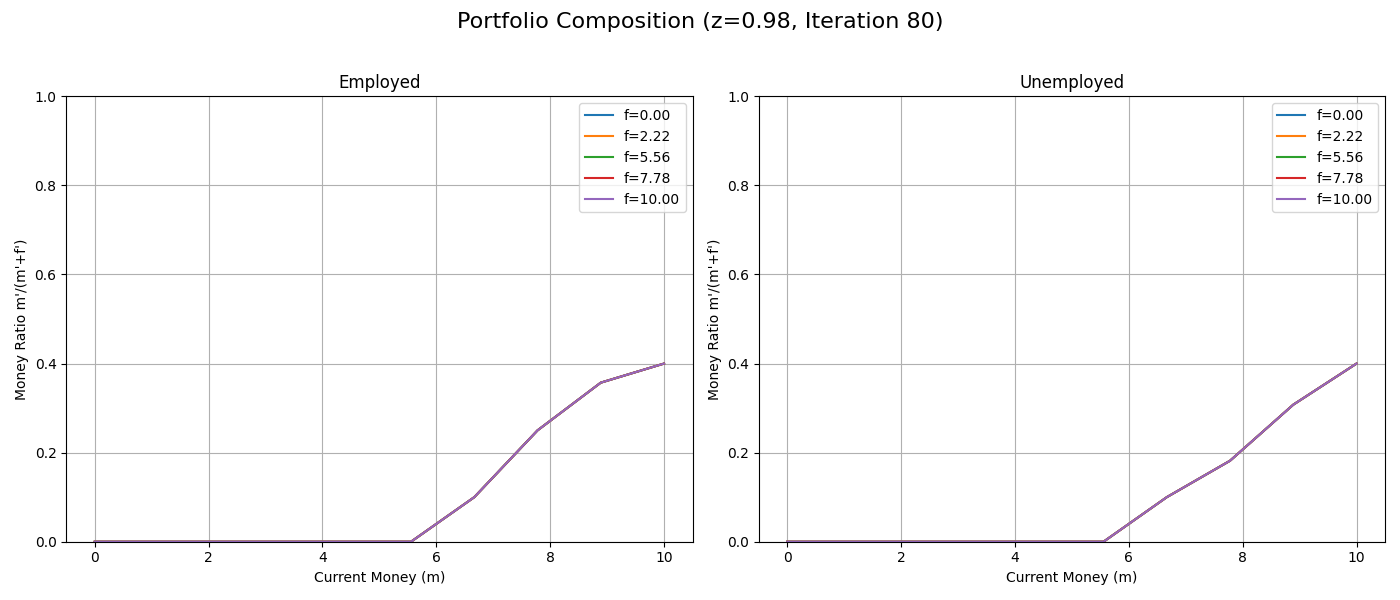 Portfolio Composition (z=0.98, Iteration 80)
Employed
1.0
0.8
0.6
0.4
0.2
0.0
Money Ratio m'/(m'+f')
0 2 4 6 8 10
Current Money (m)
f=0.00
f=2.22
f=5.56
f=7.78
f=10.00
Unemployed
1.0
0.8
0.6
0.4
0.2
0.0
Money Ratio m'/(m'+f')
0 2 4 6 8 10
Current Money (m)
f=0.00
f=2.22
f=5.56
f=7.78
f=10.00